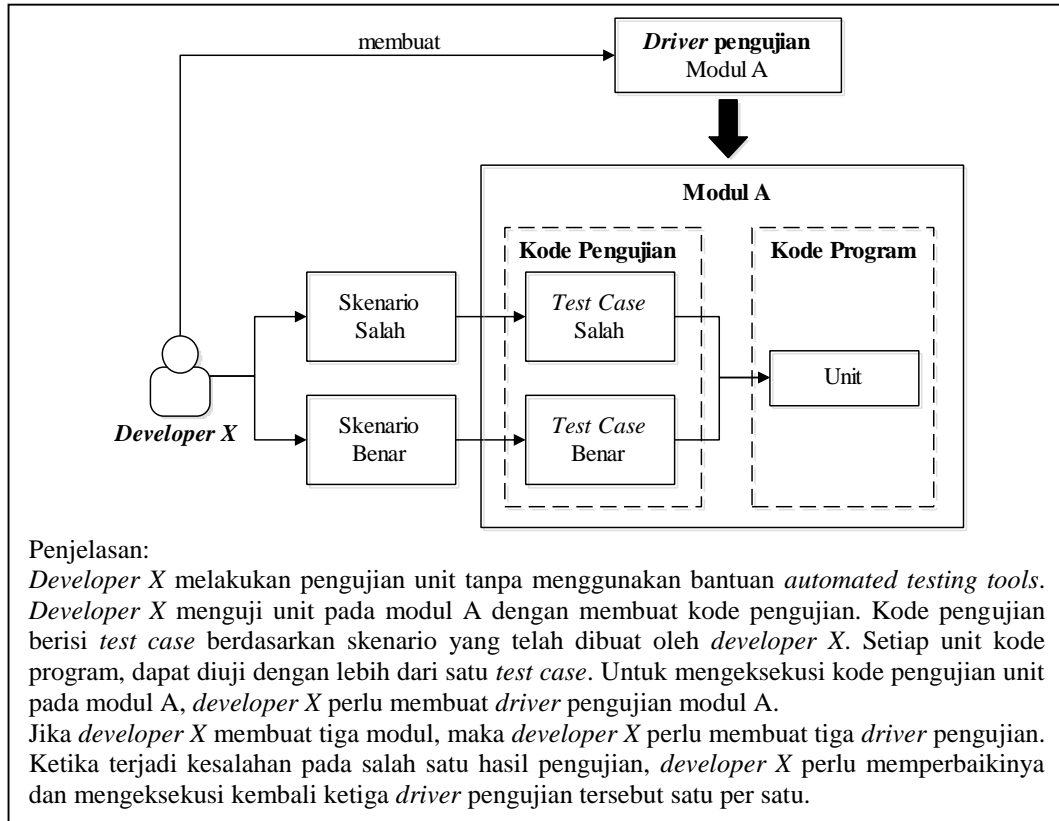 membuat
Driver pengujian
Modul A
Modul A
Kode Pengujian
Kode Program
Skenario
Salah
Test Case
Salah
Unit
Skenario
Benar
Test Case
Benar
Developer X
Penjelasan:
Developer X melakukan pengujian unit tanpa menggunakan bantuan automated testing tools.
Developer X menguji unit pada modul A dengan membuat kode pengujian. Kode pengujian
berisi test case berdasarkan skenario yang telah dibuat oleh developer X. Setiap unit kode
program, dapat diuji dengan lebih dari satu test case. Untuk mengeksekusi kode pengujian unit
pada modul A, developer X perlu membuat driver pengujian modul A.
Jika developer X membuat tiga modul, maka developer X perlu membuat tiga driver pengujian.
Ketika terjadi kesalahan pada salah satu hasil pengujian, developer X perlu memperbaikinya
dan mengeksekusi kembali ketiga driver pengujian tersebut satu per satu.